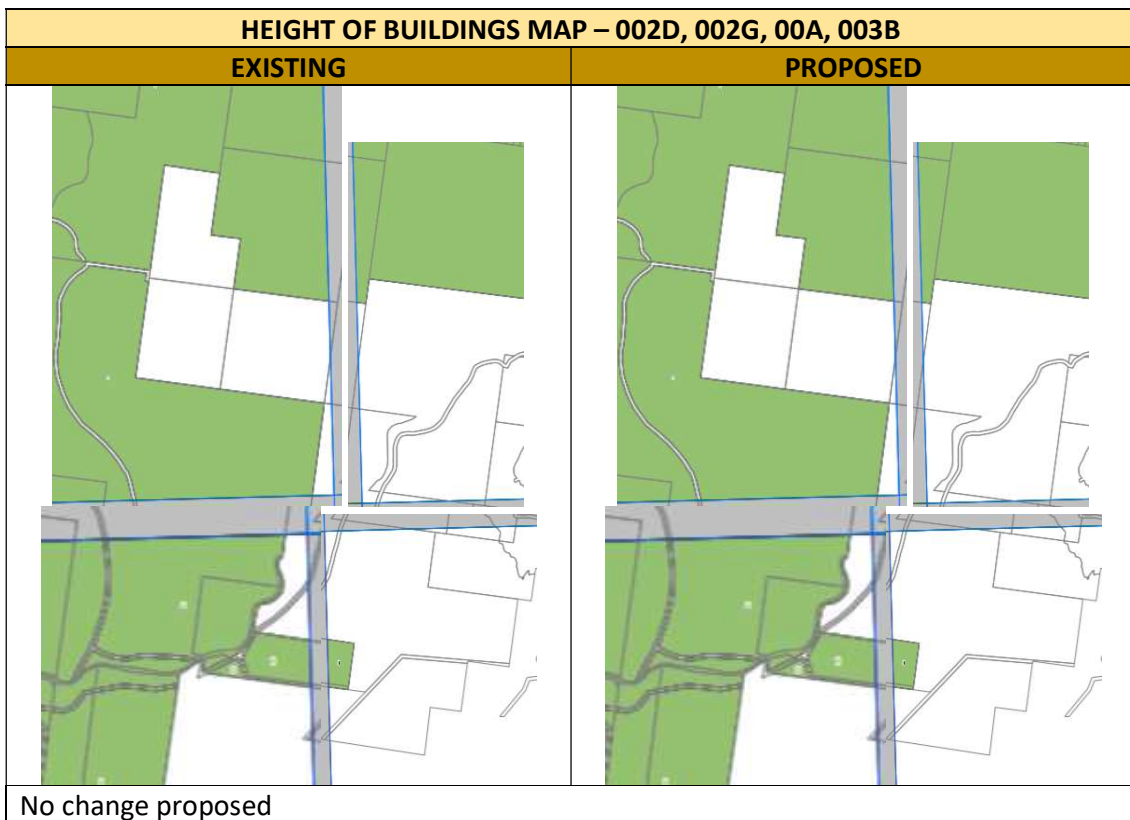 HEIGHT OF BUILDINGS MAP – 002D, 002G, 00A, 003B
EXISTING
PROPOSED
No change proposed